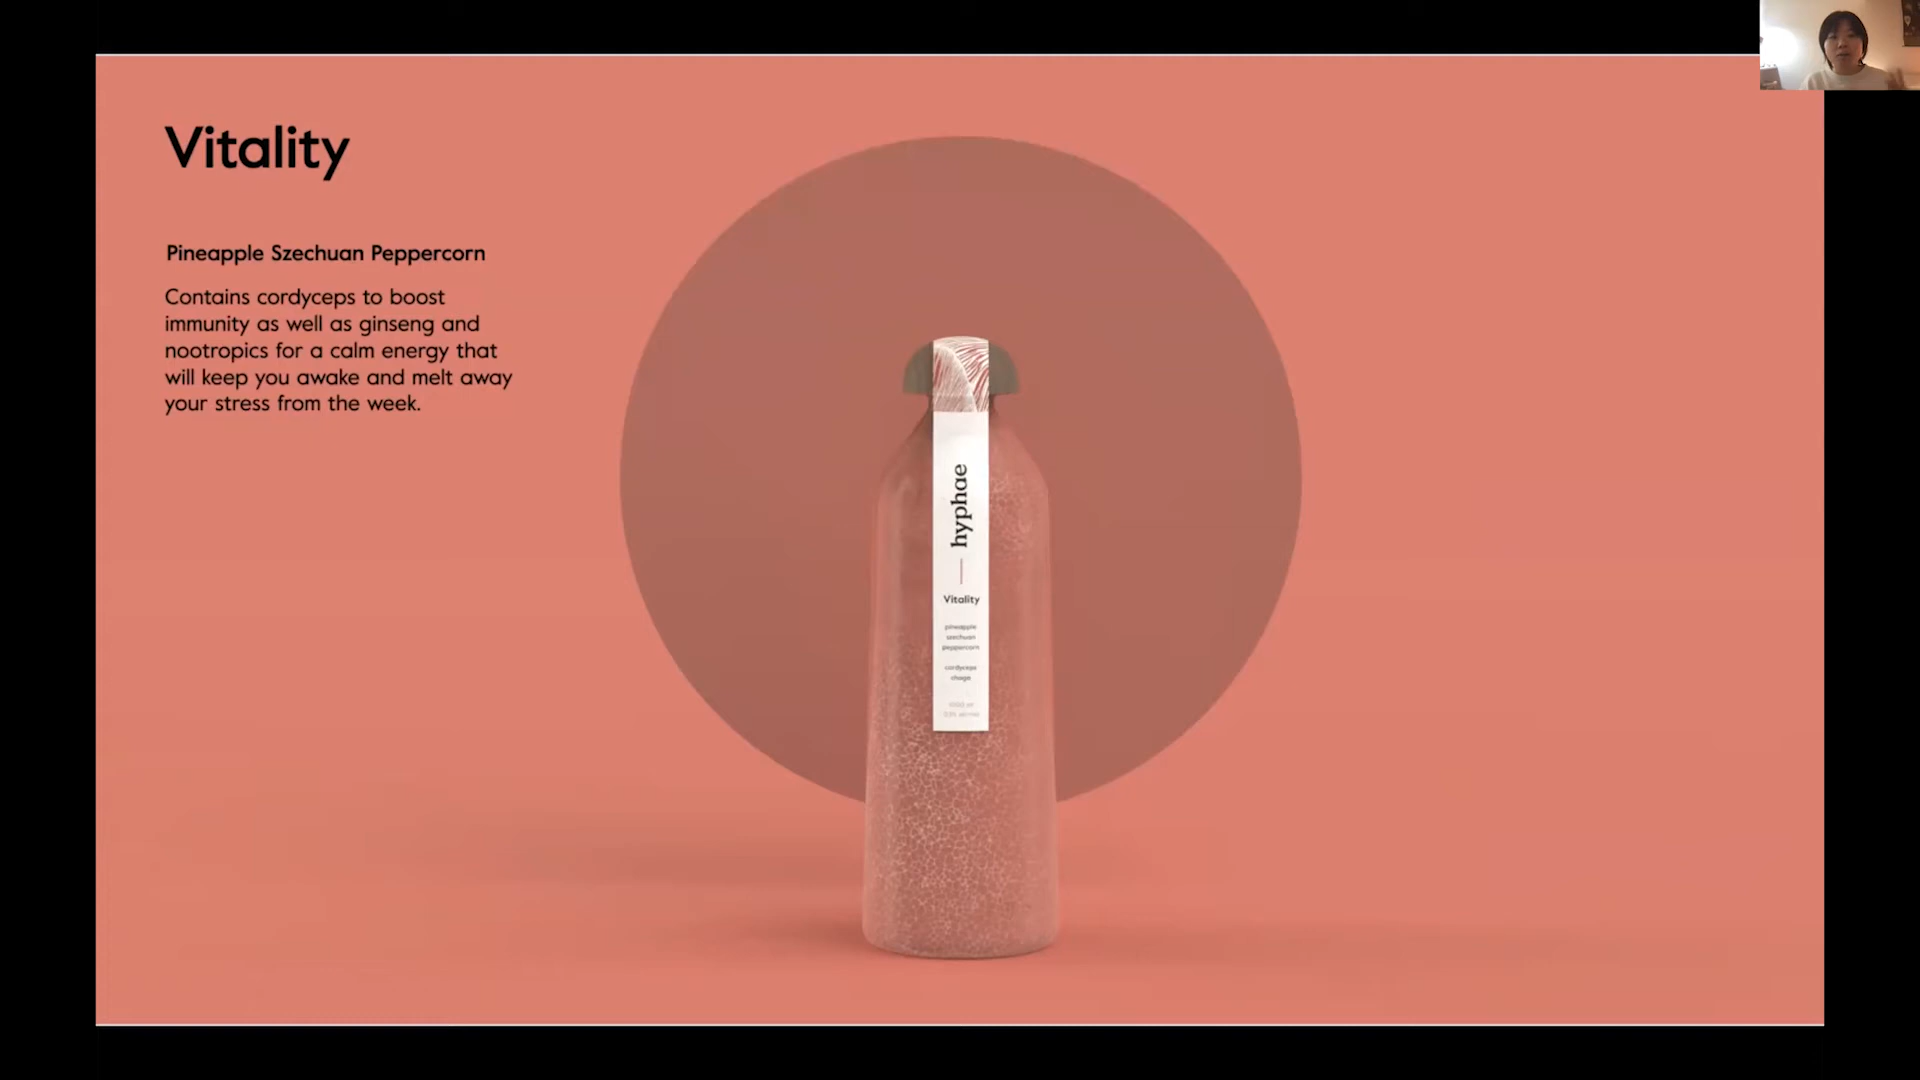 Vitality
Pineapple Szechuan Peppercorn
Contains cordyceps to boost
immunity as well as ginseng and
nootropics for a calm energy that
will keep you awake and melt away
your stress from the week.
hyphae
Vitality
pineapple
szechuan
peppercorn
cordyceps